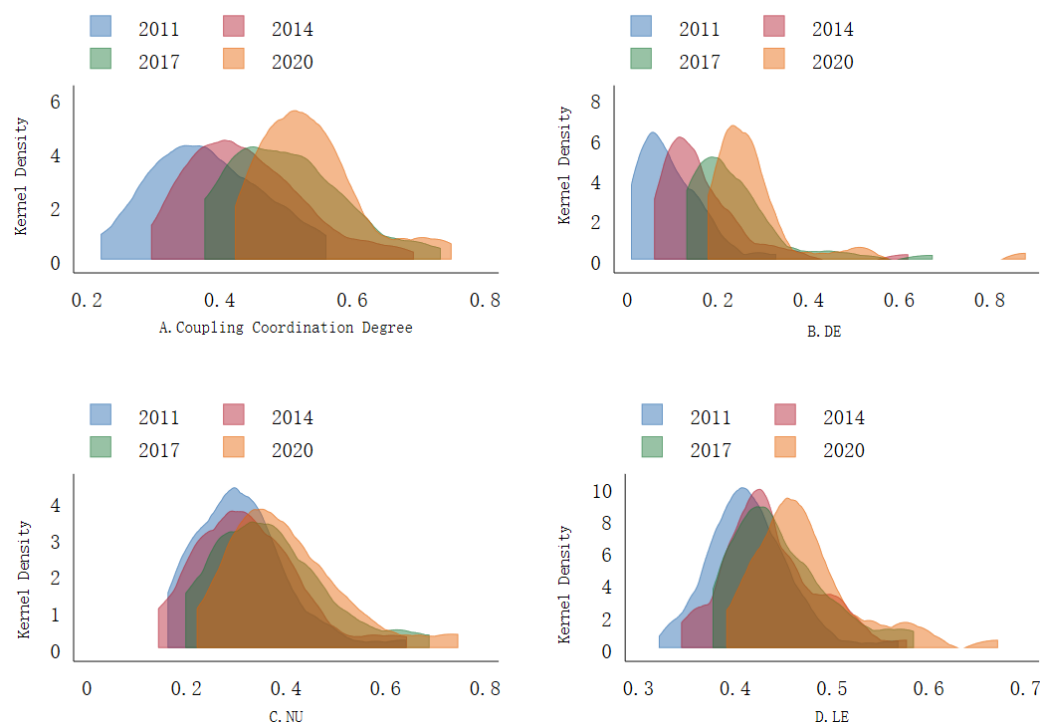 2011 2014
2017 2020
Kernel Density
6
4
2
0
0.2 0.4 0.6 0.8
A.Coupling Coordination Degree
2011 2014
2017 2020
Kernel Density
8
6
4
2
0
0 0.2 0.4 0.6 0.8
B.DE
2011 2014
2017 2020
Kernel Density
4
3
2
1
0
0 0.2 0.4 0.6 0.8
C.NU
2011 2014
2017 2020
Kernel Density
10
8
6
4
2
0
0.3 0.4 0.5 0.6 0.7
D.LE